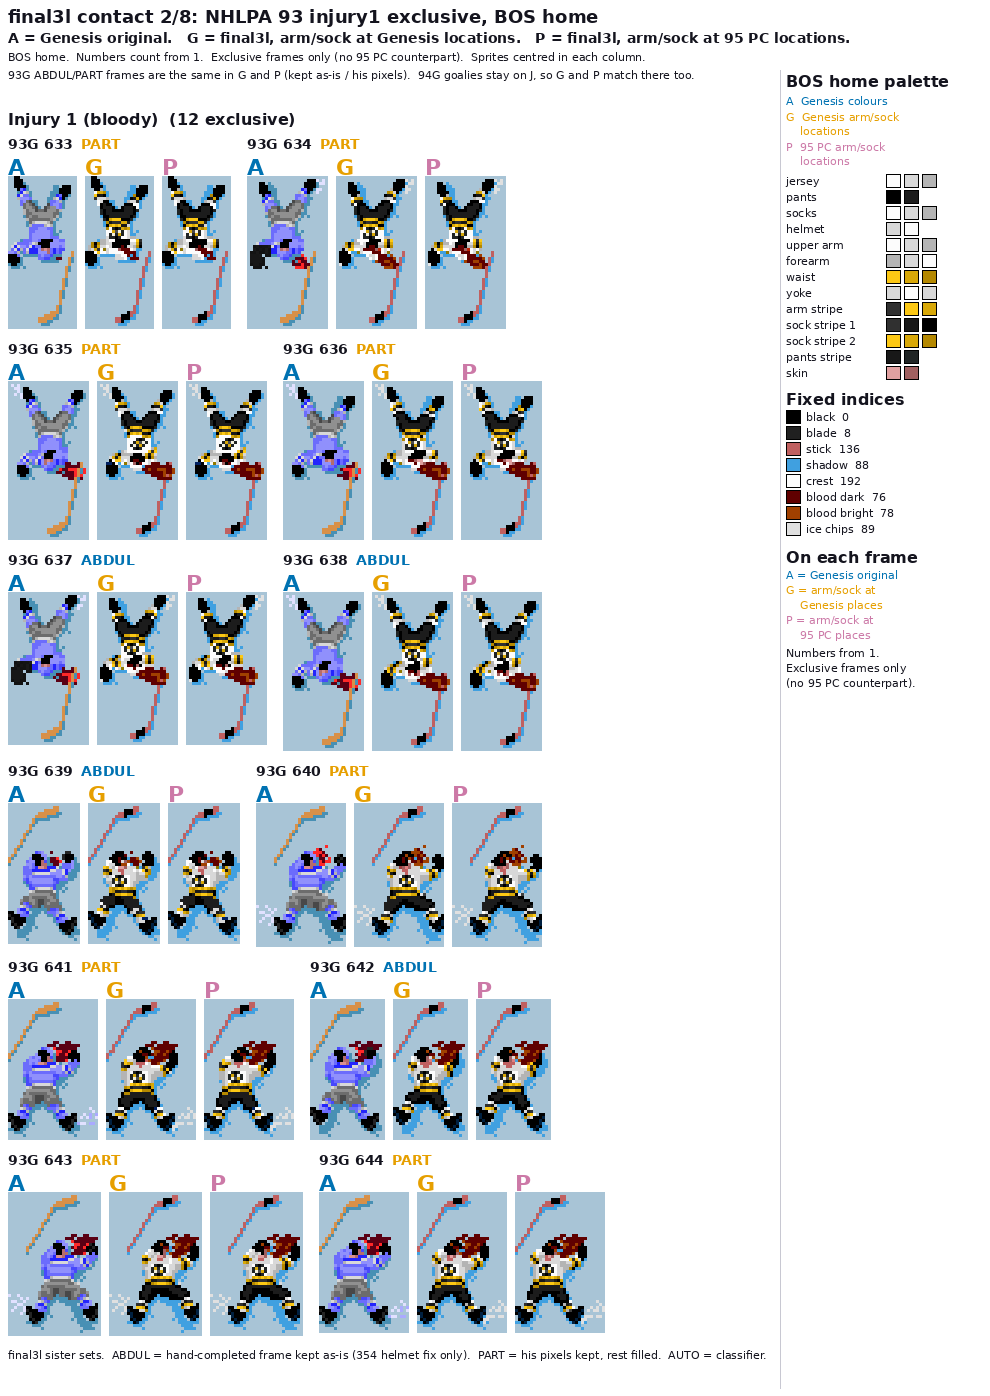 final3l contact 2/8: NHLPA 93 injury1 exclusive, BOS home
A = Genesis original.   G = final3l, arm/sock at Genesis locations.   P = final3l, arm/sock at 95 PC locations.
BOS home.  Numbers count from 1.  Exclusive frames only (no 95 PC counterpart).  Sprites centred in each column.
93G ABDUL/PART frames are the same in G and P (kept as-is / his pixels).  94G goalies stay on J, so G and P match there too.
Injury 1 (bloody)  (12 exclusive)
93G 633  PART
93G 634  PART
A G P A G P
93G 635  PART
93G 636  PART
A G P A G P
93G 637  ABDUL
93G 638  ABDUL
A G P A G P
93G 639  ABDUL
93G 640  PART
A G P A G P
93G 641  PART
93G 642  ABDUL
A G P A G P
93G 643  PART
93G 644  PART
A G P A G P
final3l sister sets.  ABDUL = hand-completed frame kept as-is (354 helmet fix only).  PART = his pixels kept, rest filled.  AUTO = classifier.
BOS home palette
A  Genesis colours
G  Genesis arm/sock
locations
P  95 PC arm/sock
locations
jersey
pants
socks
helmet
upper arm
forearm
waist
yoke
arm stripe
sock stripe 1
sock stripe 2
pants stripe
skin
Fixed indices
black  0
blade  8
stick  136
shadow  88
crest  192
blood dark  76
blood bright  78
ice chips  89
On each frame
A = Genesis original
G = arm/sock at
Genesis places
P = arm/sock at
95 PC places
Numbers from 1.
Exclusive frames only
(no 95 PC counterpart).